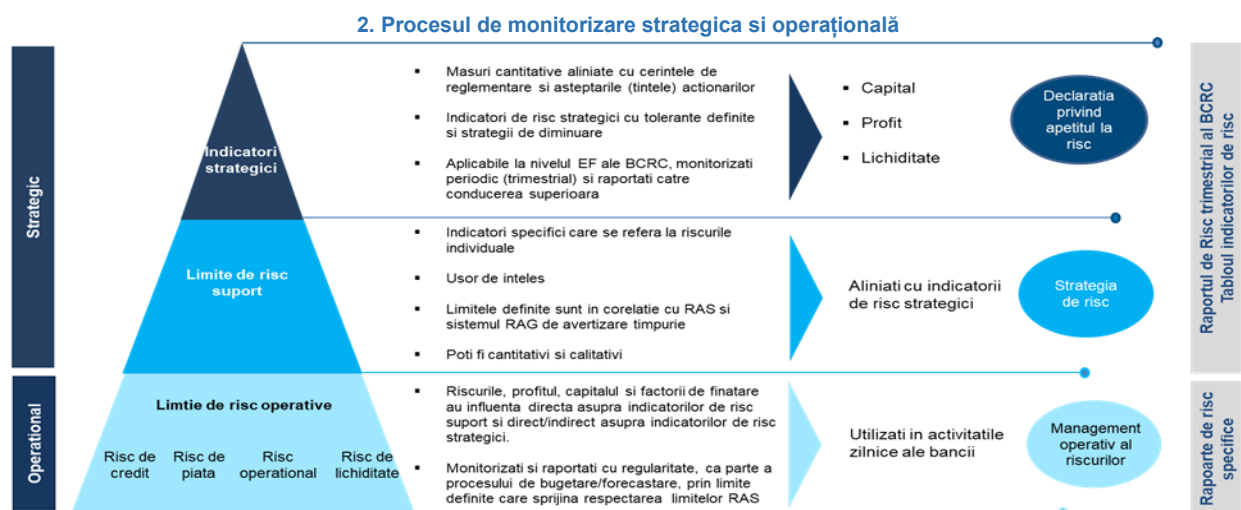 2. Procesul de monitorizare strategica si operațională
Strategic
Indicatori
strategici
▪ Masuri cantitative aliniate cu cerintele de
reglementare si asteptarile (tintele) actionarilor
▪ Indicatori de risc strategici cu tolerante definite
si strategii de diminuare
▪ Aplicabile la nivelul EF ale BCRC, monitorizati
periodic (trimestrial) si raportati catre
conducerea superioara
▪ Capital
▪ Profit
▪ Lichiditate
Declaratia
privind
apetitul la
risc
Raportul de Risc trimestrial al BCRC
Tabloul indicatorilor de risc
Limite de risc
suport
▪ Indicatori specifici care se refera la riscurile
individuale
▪ Usor de inteles
▪ Limitele definite sunt in corelatie cu RAS si
sistemul RAG de avertizare timpurie
▪ Poti fi cantitativi si calitativi
Aliniati cu indicatorii
de risc strategici
Strategia
de risc
Operational
Limtie de risc operative
Risc de
credit
Risc de
piata
Risc
operational
Risc de
lichiditate
▪ Riscurile, profitul, capitalul si factorii de finatare
au influenta directa asupra indicatorilor de risc
suport si direct/indirect asupra indicatorilor de risc
strategici.
▪ Monitorizati si raportati cu regularitate, ca parte a
procesului de bugetare/forecastare, prin limite
definite care sprijina respectarea limitelor RAS
Utilizati in activitatile
zilnice ale bancii
Management
operativ al
riscurilor
Rapoarte de risc
specifice